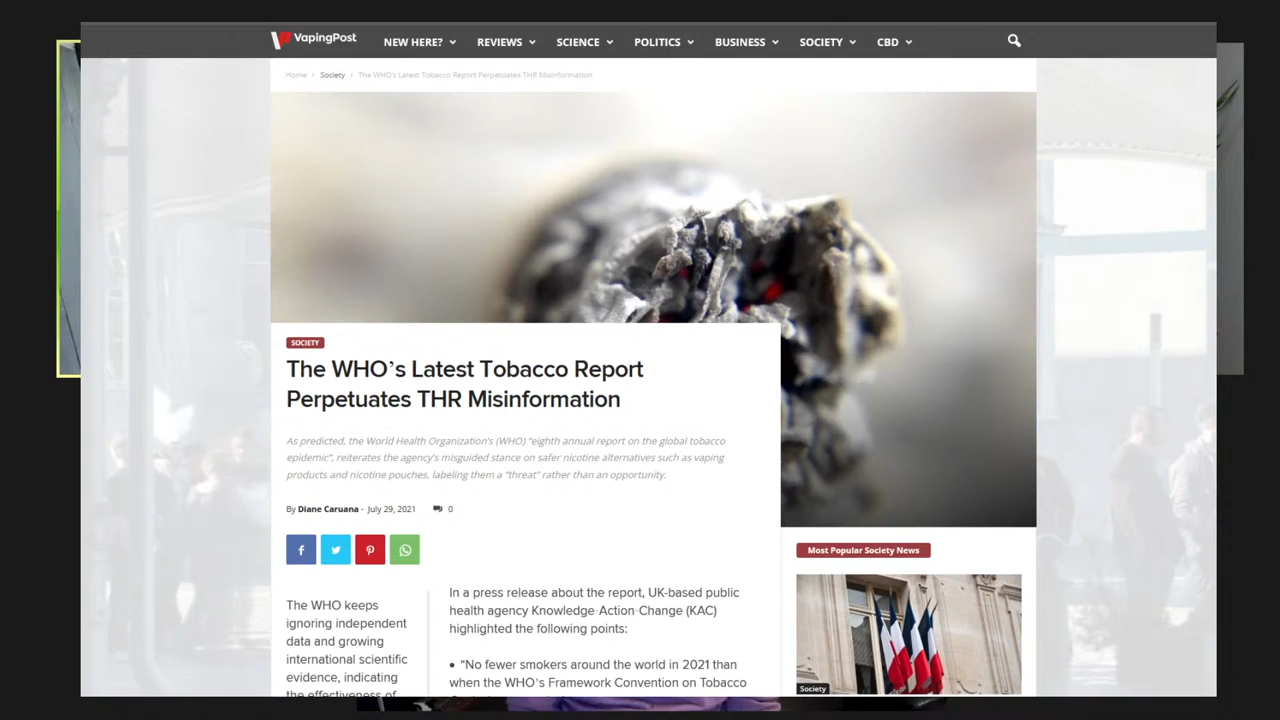 VapingPost
NEW HERE? REVIEWS SCIENCE POLITICS BUSINESS SOCIETY CBD
Home › Society › The WHO's Latest Tobacco Report Perpetuates THR Misinformation
SOCIETY
The WHO's Latest Tobacco Report
Perpetuates THR Misinformation
As predicted, the World Health Organization's (WHO) "eighth annual report on the global tobacco
epidemic", reiterates the agency's misguided stance on safer nicotine alternatives such as vaping
products and nicotine pouches, labeling them a "threat" rather than an opportunity.
By Diane Caruana - July 29, 2021 0
The WHO keeps
ignoring independent
data and growing
international scientific
evidence, indicating
the effectiveness of
In a press release about the report, UK-based public
health agency Knowledge·Action·Change (KAC)
highlighted the following points:
• "No fewer smokers around the world in 2021 than
when the WHO's Framework Convention on Tobacco
Most Popular Society News
Society